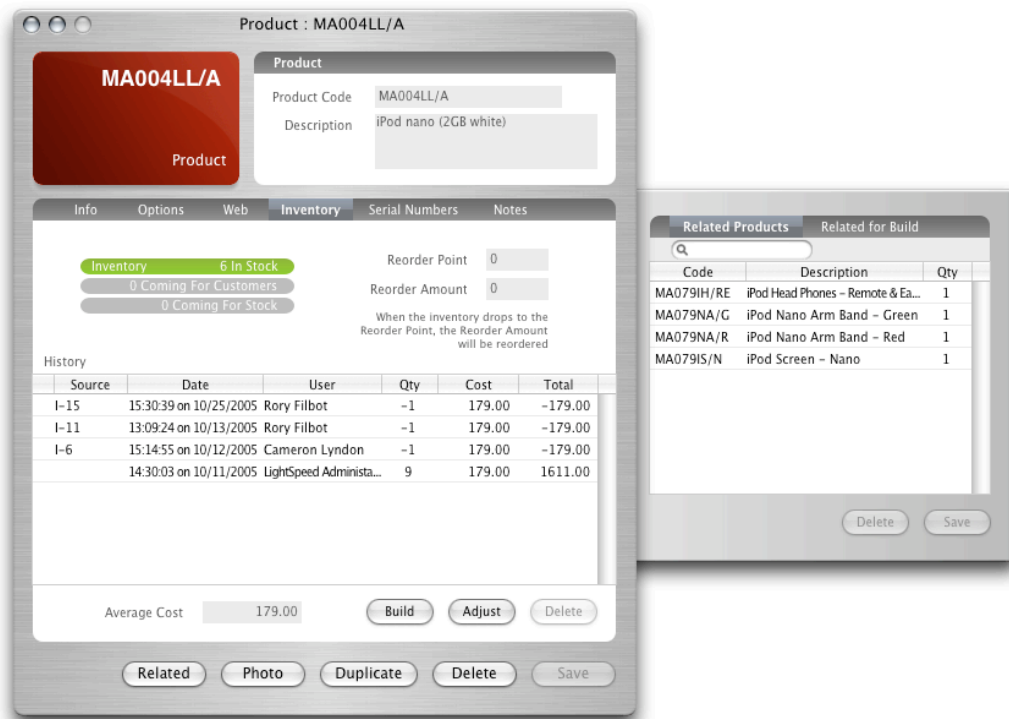 Product : MA004LL/A
MA004LL/A
Product
Product
Product Code MA004LL/A
Description iPod nano (2GB white)
Info Options Web Inventory Serial Numbers Notes
Inventory 6 In Stock
0 Coming For Customers
0 Coming For Stock
Reorder Point 0
Reorder Amount 0
When the inventory drops to the
Reorder Point, the Reorder Amount
will be reordered
History
Source Date User Qty Cost Total
I-15 15:30:39 on 10/25/2005 Rory Filbot -1 179.00 -179.00
I-11 13:09:24 on 10/13/2005 Rory Filbot -1 179.00 -179.00
I-6 15:14:55 on 10/12/2005 Cameron Lyndon -1 179.00 -179.00
14:30:03 on 10/11/2005 LightSpeed Administa... 9 179.00 1611.00
Average Cost 179.00 Build Adjust Delete
Related Photo Duplicate Delete Save
Related Products Related for Build
Code Description Qty
MA079IH/RE iPod Head Phones - Remote & Ea... 1
MA079NA/G iPod Nano Arm Band - Green 1
MA079NA/R iPod Nano Arm Band - Red 1
MA079IS/N iPod Screen - Nano 1
Delete Save